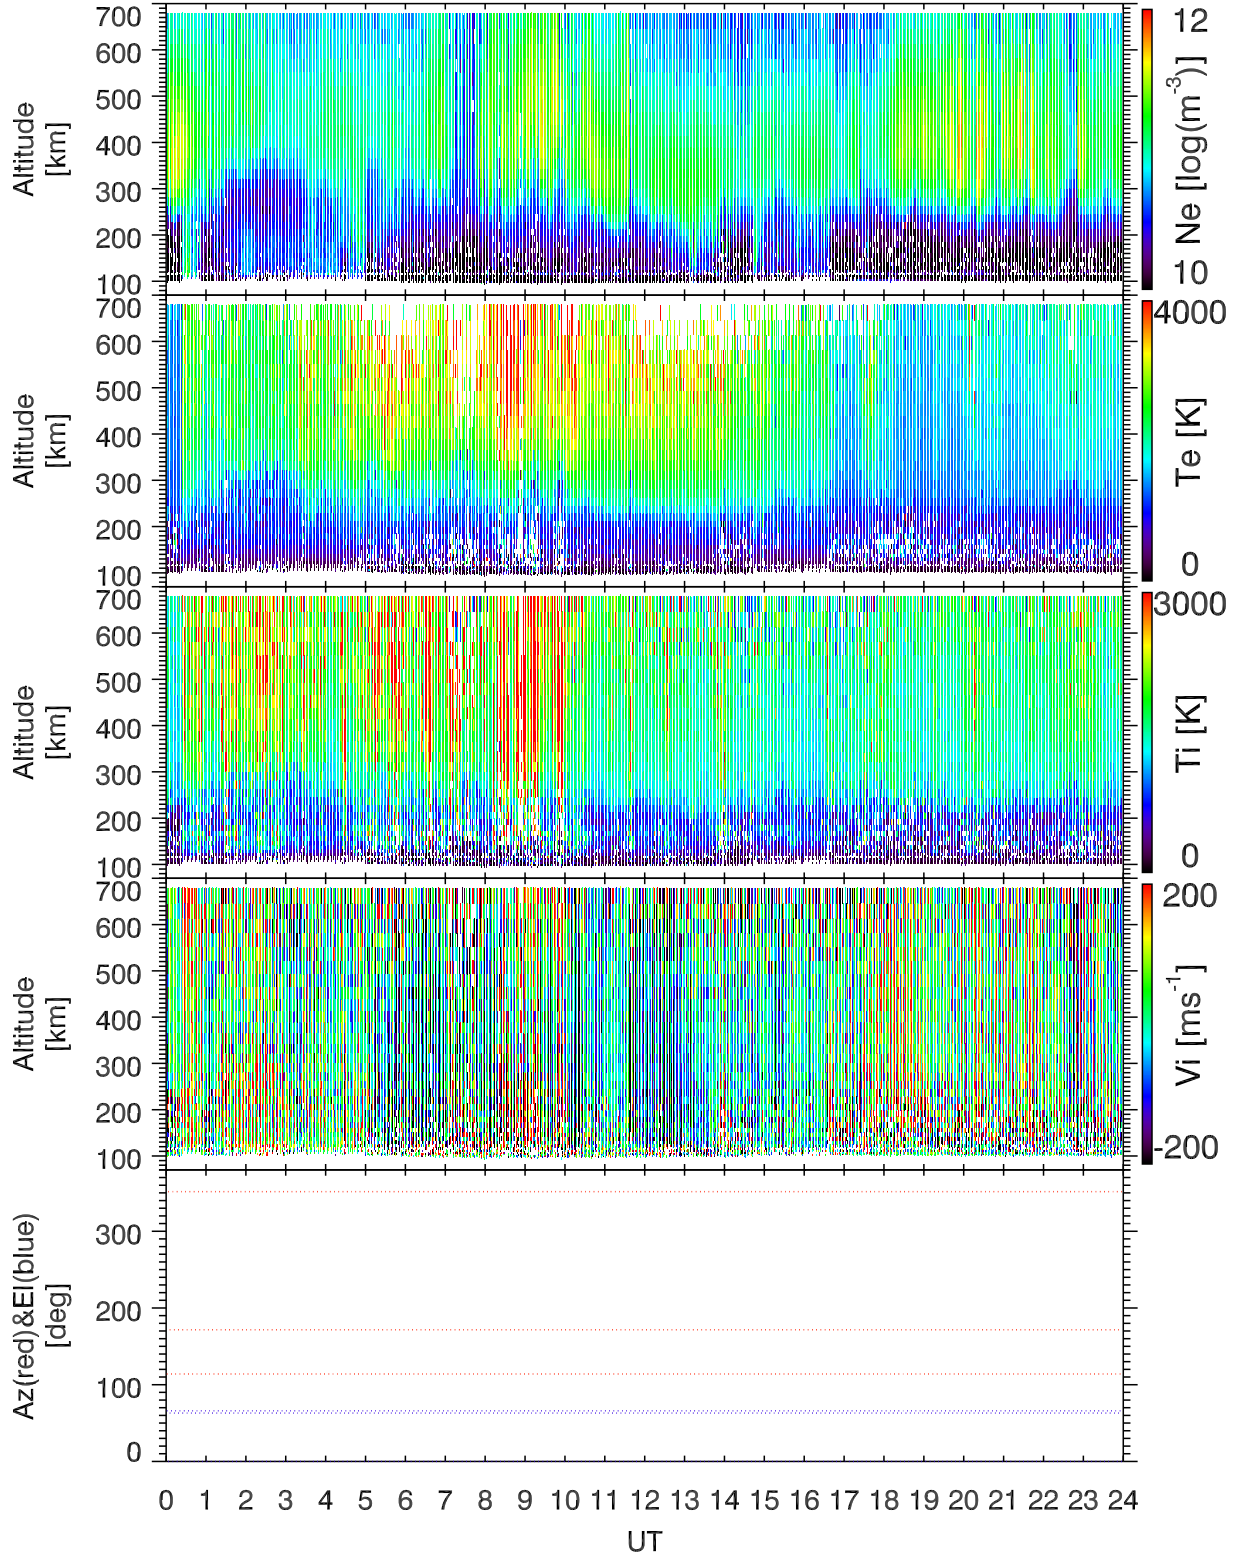 700
600
500
400
300
200
100
Altitude
[km]
12
Ne [log(m⁻³)]
10
700
600
500
400
300
200
100
Altitude
[km]
4000
Te [K]
0
700
600
500
400
300
200
100
Altitude
[km]
3000
Ti [K]
0
700
600
500
400
300
200
100
Altitude
[km]
200
Vi [ms⁻¹]
-200
300
200
100
0
Az(red)&El(blue)
[deg]
0 1 2 3 4 5 6 7 8 9 10 11 12 13 14 15 16 17 18 19 20 21 22 23 24
UT